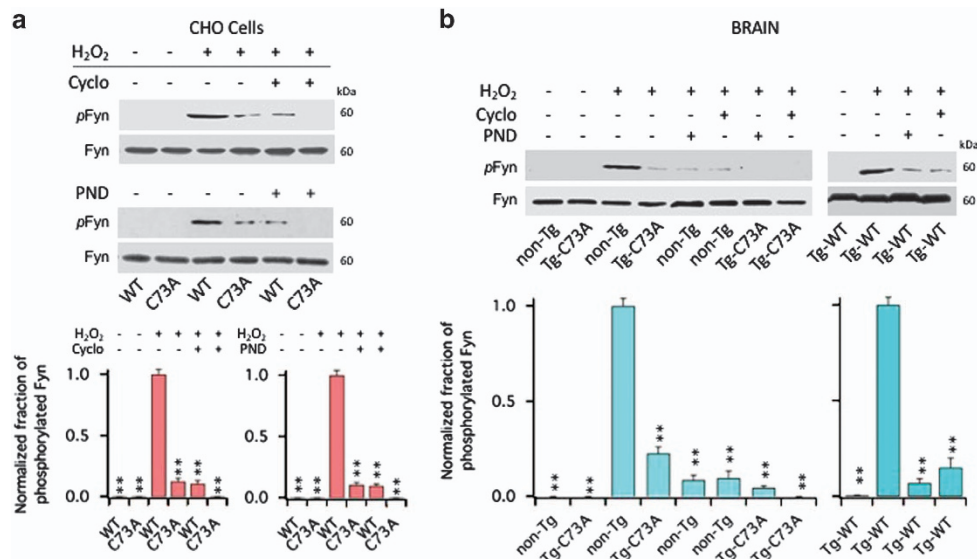 a
CHO Cells
H2O2 - - + + + +
Cyclo - - - - + +
kDa
pFyn 60
Fyn 60
PND - - - - + +
pFyn 60
Fyn 60
WT C73A WT C73A WT C73A
H2O2 - - + + + +
Cyclo - - - - + +
Normalized fraction of
phosphorylated Fyn
1.0
0.5
0.0
** ** ** ** **
WT C73A WT C73A WT C73A
H2O2 - - + + + +
PND - - - - + +
1.0
0.5
0.0
** ** ** ** **
WT C73A WT C73A WT C73A
b
BRAIN
H2O2 - - + + + + + + - + + +
Cyclo - - - - - + - + - - - +
PND - - - - + - + - - - + -
kDa
pFyn 60
Fyn 60
non-Tg Tg-C73A non-Tg Tg-C73A non-Tg non-Tg Tg-C73A Tg-C73A Tg-WT Tg-WT Tg-WT Tg-WT
Normalized fraction of
phosphorylated Fyn
1.0
0.5
0.0
** ** ** ** ** ** **
non-Tg Tg-C73A non-Tg Tg-C73A non-Tg non-Tg Tg-C73A Tg-C73A
** ** **
Tg-WT Tg-WT Tg-WT Tg-WT